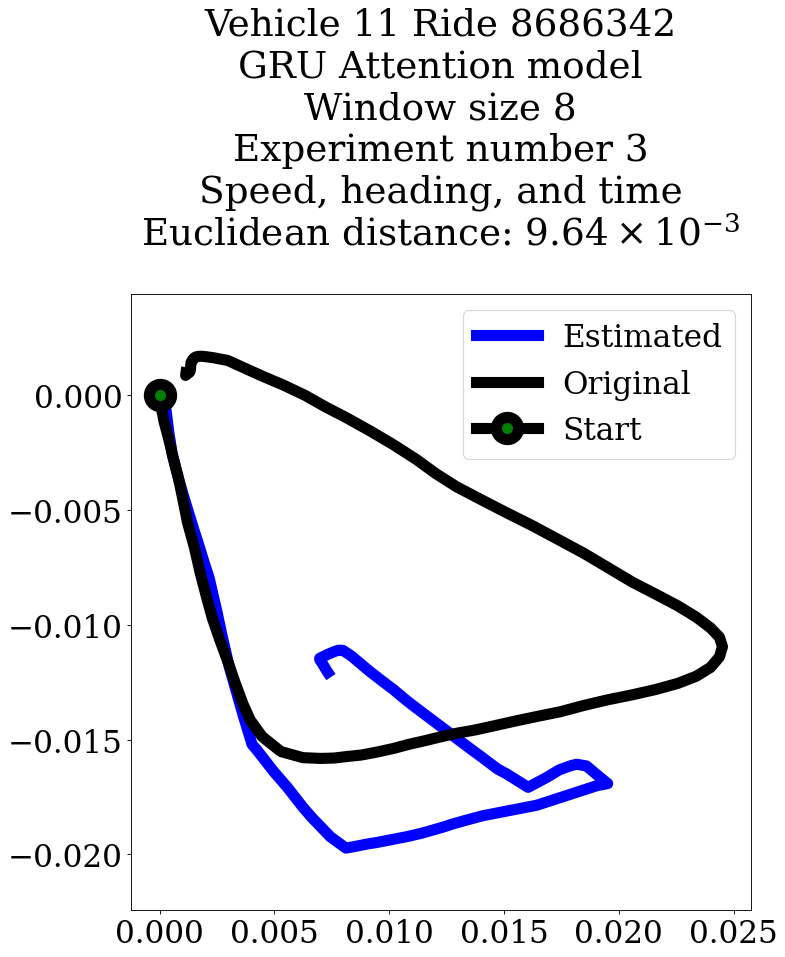 Vehicle 11 Ride 8686342
GRU Attention model
Window size 8
Experiment number 3
Speed, heading, and time
Euclidean distance: 9.64 × 10⁻³
Estimated
Original
Start
0.000
−0.005
−0.010
−0.015
−0.020
0.000 0.005 0.010 0.015 0.020 0.025